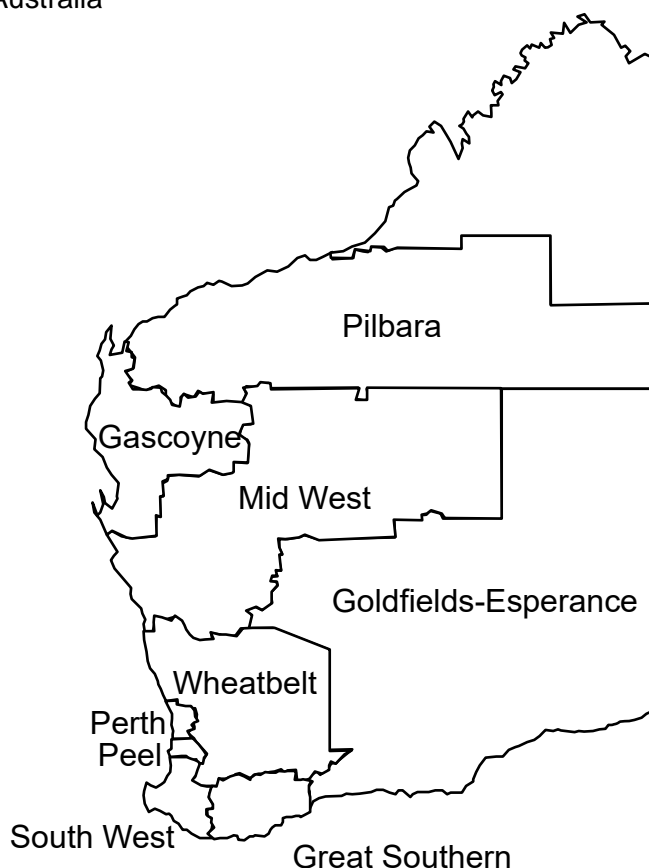 Australia
Pilbara
Gascoyne
Mid West
Goldfields-Esperance
Wheatbelt
Perth
Peel
South West
Great Southern